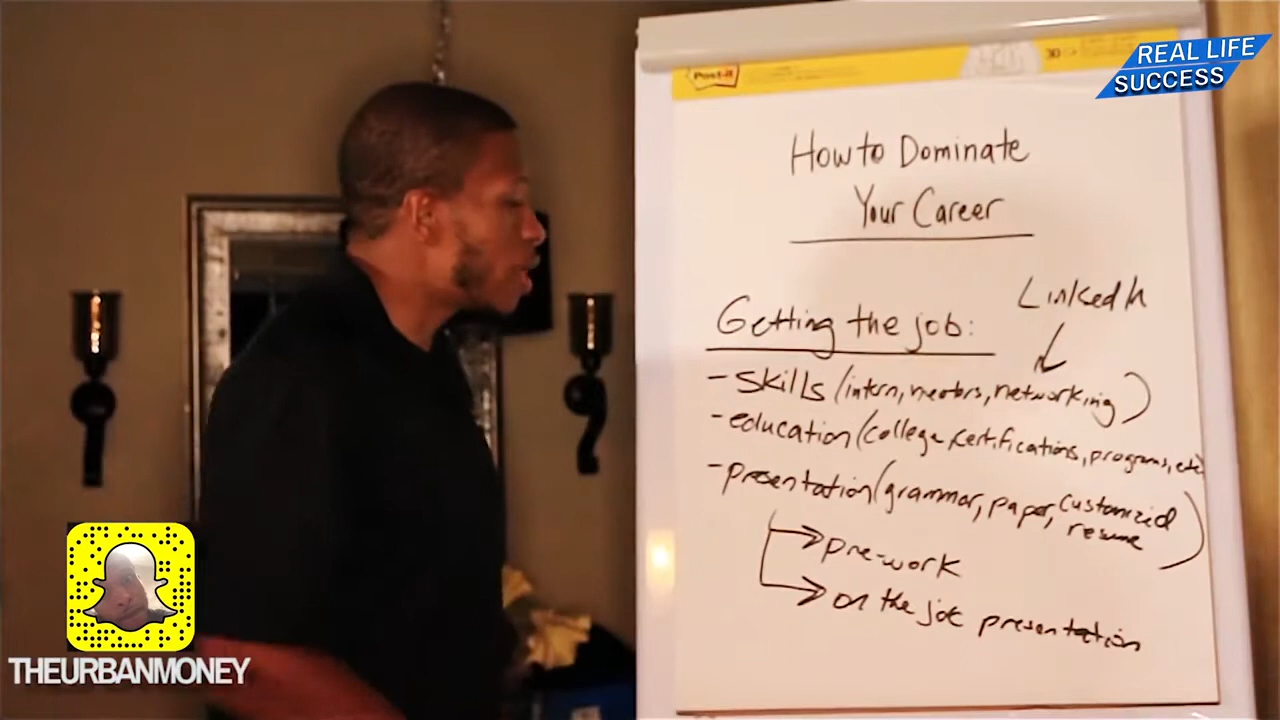 Post-it
30
REAL LIFE
SUCCESS
How to Dominate
Your Career
LinkedIn
Getting the job:
-skills (intern, mentors, networking)
-education (college, certifications, programs, etc)
-presentation (grammar, paper, customized
resume)
pre-work
on the job presentation
THEURBANMONEY